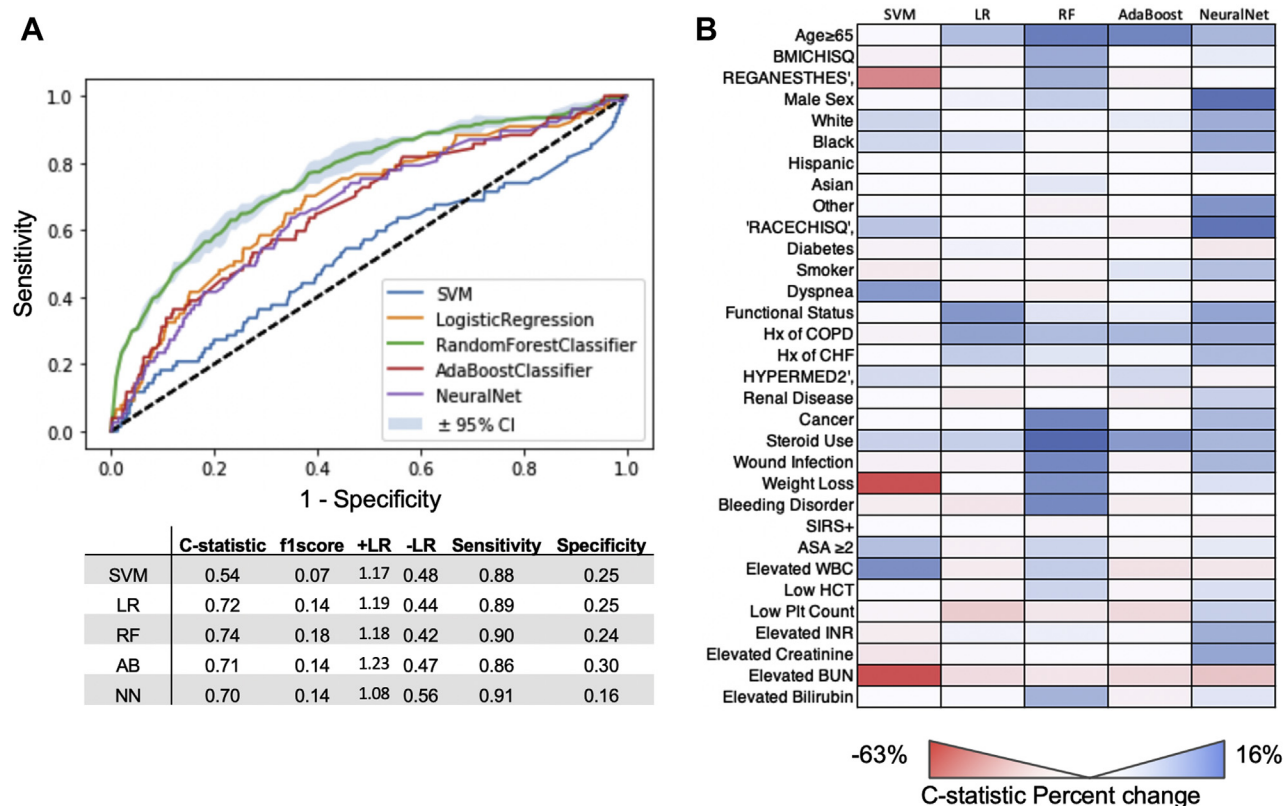 A
1.0
0.8
0.6
0.4
0.2
0.0
Sensitivity
SVM
LogisticRegression
RandomForestClassifier
AdaBoostClassifier
NeuralNet
± 95% CI
0.0 0.2 0.4 0.6 0.8 1.0
1 - Specificity
C-statistic f1score +LR -LR Sensitivity Specificity
SVM 0.54 0.07 1.17 0.48 0.88 0.25
LR 0.72 0.14 1.19 0.44 0.89 0.25
RF 0.74 0.18 1.18 0.42 0.90 0.24
AB 0.71 0.14 1.23 0.47 0.86 0.30
NN 0.70 0.14 1.08 0.56 0.91 0.16
B
SVM LR RF AdaBoost NeuralNet
Age≥65
BMICHISQ
REGANESTHES',
Male Sex
White
Black
Hispanic
Asian
Other
'RACECHISQ',
Diabetes
Smoker
Dyspnea
Functional Status
Hx of COPD
Hx of CHF
HYPERMED2',
Renal Disease
Cancer
Steroid Use
Wound Infection
Weight Loss
Bleeding Disorder
SIRS+
ASA ≥2
Elevated WBC
Low HCT
Low Plt Count
Elevated INR
Elevated Creatinine
Elevated BUN
Elevated Bilirubin
-63% 16%
C-statistic Percent change